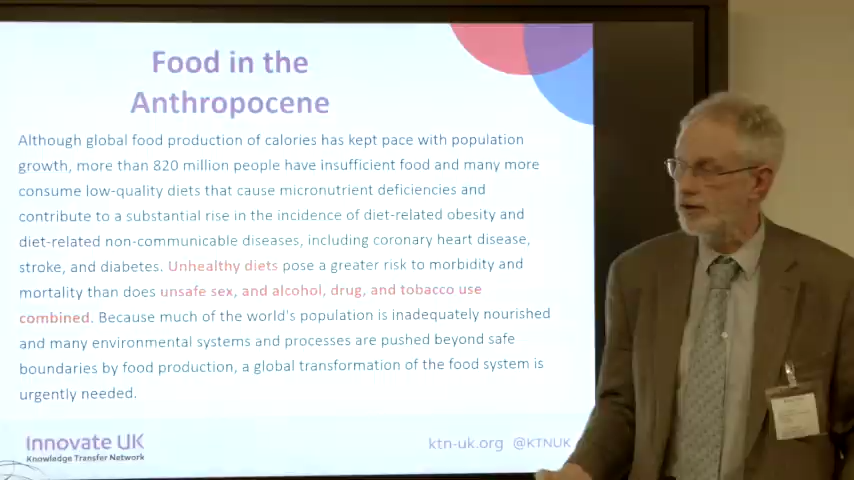 Food in the
Anthropocene
Although global food production of calories has kept pace with population
growth, more than 820 million people have insufficient food and many more
consume low-quality diets that cause micronutrient deficiencies and
contribute to a substantial rise in the incidence of diet-related obesity and
diet-related non-communicable diseases, including coronary heart disease,
stroke, and diabetes. Unhealthy diets pose a greater risk to morbidity and
mortality than does unsafe sex, and alcohol, drug, and tobacco use
combined. Because much of the world's population is inadequately nourished
and many environmental systems and processes are pushed beyond safe
boundaries by food production, a global transformation of the food system is
urgently needed.
Innovate UK
Knowledge Transfer Network
ktn-uk.org @KTNUK